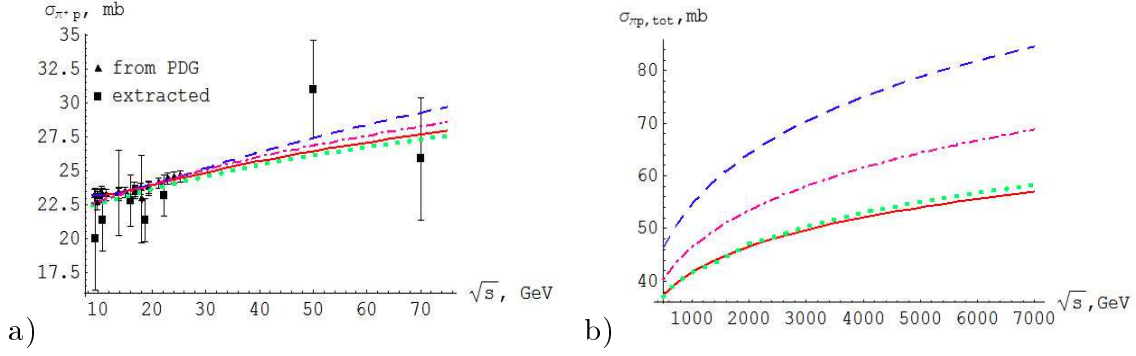 σπ+p, mb
35
32.5
30
27.5
25
22.5
20
17.5
from PDG
extracted
10 20 30 40 50 60 70
√s, GeV
a)
σπp,tot,mb
80
70
60
50
40
1000 2000 3000 4000 5000 6000 7000
√s,GeV
b)